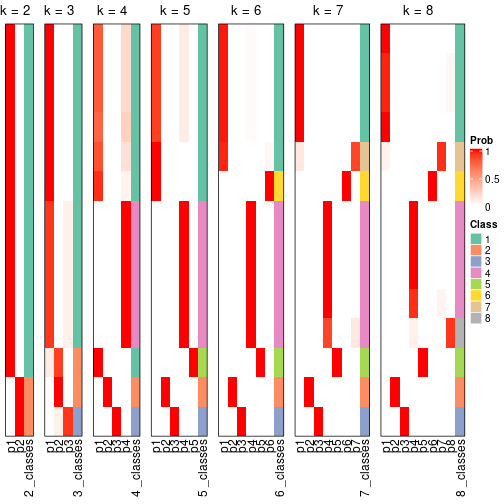 k = 2
k = 3
k = 4
k = 5
k = 6
k = 7
k = 8
Prob
1
0.5
0
Class
1
2
3
4
5
6
7
8
p1
p2
2_classes
p1
p2
p3
3_classes
p1
p2
p3
p4
4_classes
p1
p2
p3
p4
p5
5_classes
p1
p2
p3
p4
p5
p6
6_classes
p1
p2
p3
p4
p5
p6
p7
7_classes
p1
p2
p3
p4
p5
p6
p7
p8
8_classes